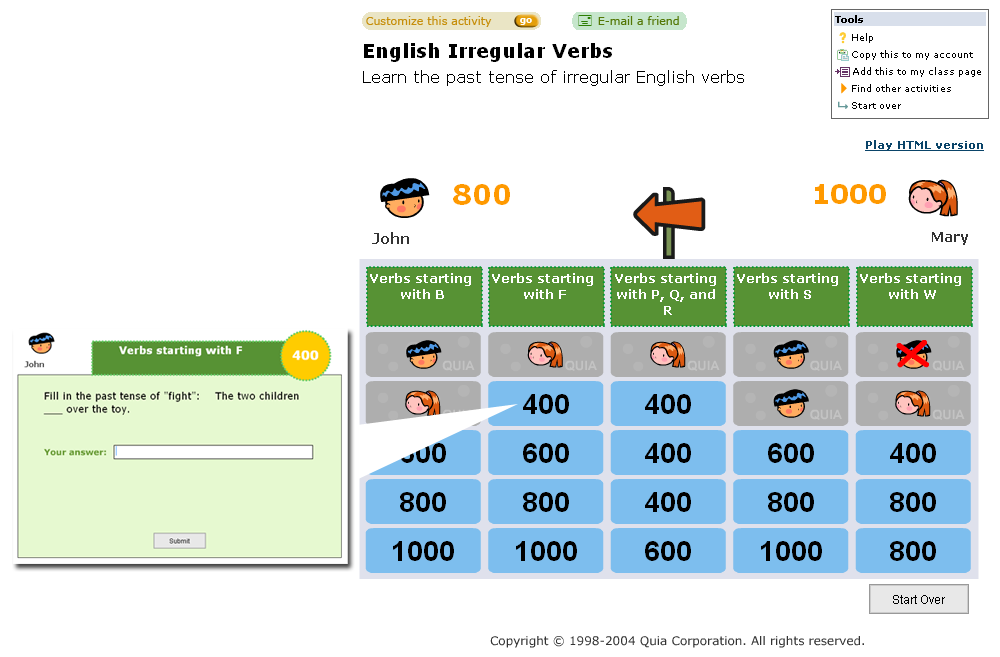 Customize this activity go
E-mail a friend
English Irregular Verbs
Learn the past tense of irregular English verbs
Tools
Help
Copy this to my account
Add this to my class page
Find other activities
Start over
Play HTML version
800
John
1000
Mary
Verbs starting
with B
Verbs starting
with F
Verbs starting
with P, Q, and
R
Verbs starting
with S
Verbs starting
with W
QUIA QUIA QUIA QUIA QUIA
400 400 QUIA QUIA
600 600 400
800 800 400 800 800
1000 1000 600 1000 800
John
Verbs starting with F
400
Fill in the past tense of "fight": The two children
___ over the toy.
Your answer:
Submit
Start Over
Copyright © 1998-2004 Quia Corporation. All rights reserved.